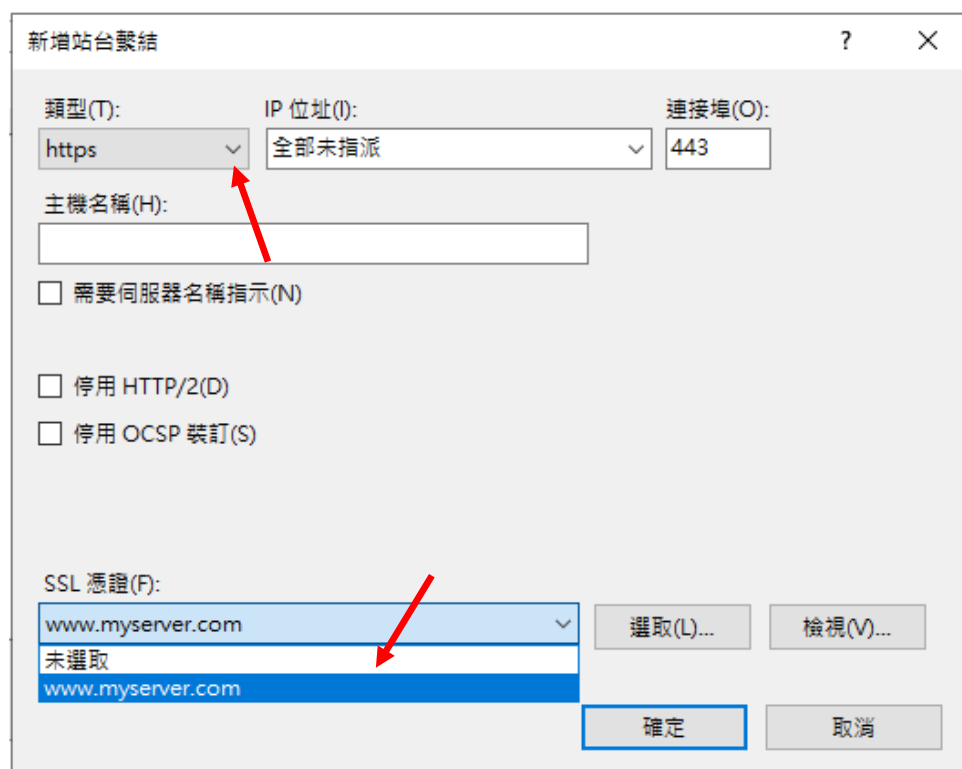 新增站台繫結 ?
類型(T): IP 位址(I): 連接埠(O):
https 全部未指派 443
主機名稱(H):
需要伺服器名稱指示(N)
停用 HTTP/2(D)
停用 OCSP 裝訂(S)
SSL 憑證(F):
www.myserver.com 選取(L)... 檢視(V)...
未選取
www.myserver.com
確定 取消